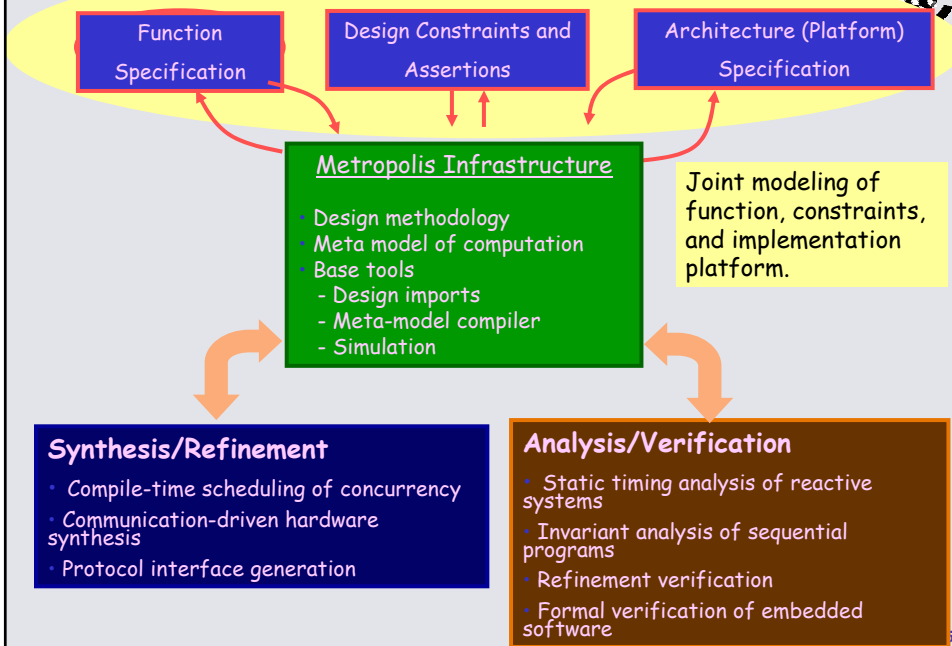 Function
Specification
Design Constraints and
Assertions
Architecture (Platform)
Specification
Metropolis Infrastructure
• Design methodology
• Meta model of computation
• Base tools
- Design imports
- Meta-model compiler
- Simulation
Joint modeling of
function, constraints,
and implementation
platform.
Synthesis/Refinement
• Compile-time scheduling of concurrency
• Communication-driven hardware
synthesis
• Protocol interface generation
Analysis/Verification
• Static timing analysis of reactive
systems
• Invariant analysis of sequential
programs
• Refinement verification
• Formal verification of embedded
software